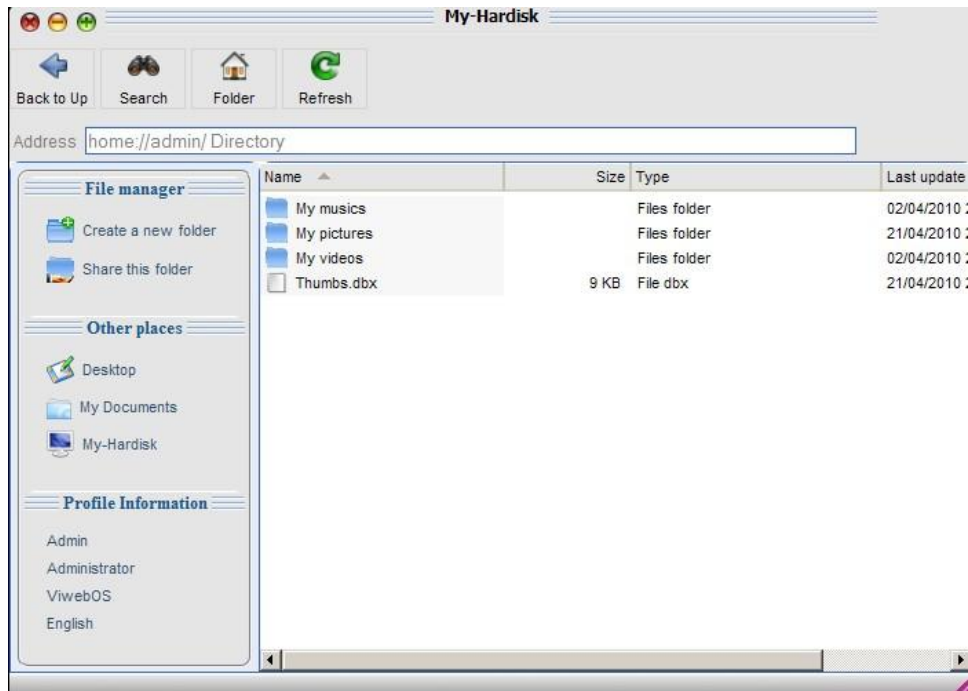 My-Hardisk
Back to Up Search Folder Refresh
Address home://admin/ Directory
File manager
Create a new folder
Share this folder
Other places
Desktop
My Documents
My-Hardisk
Profile Information
Admin
Administrator
ViwebOS
English
Name Size Type Last update
My musics Files folder 02/04/2010
My pictures Files folder 21/04/2010
My videos Files folder 02/04/2010
Thumbs.dbx 9 KB File dbx 21/04/2010